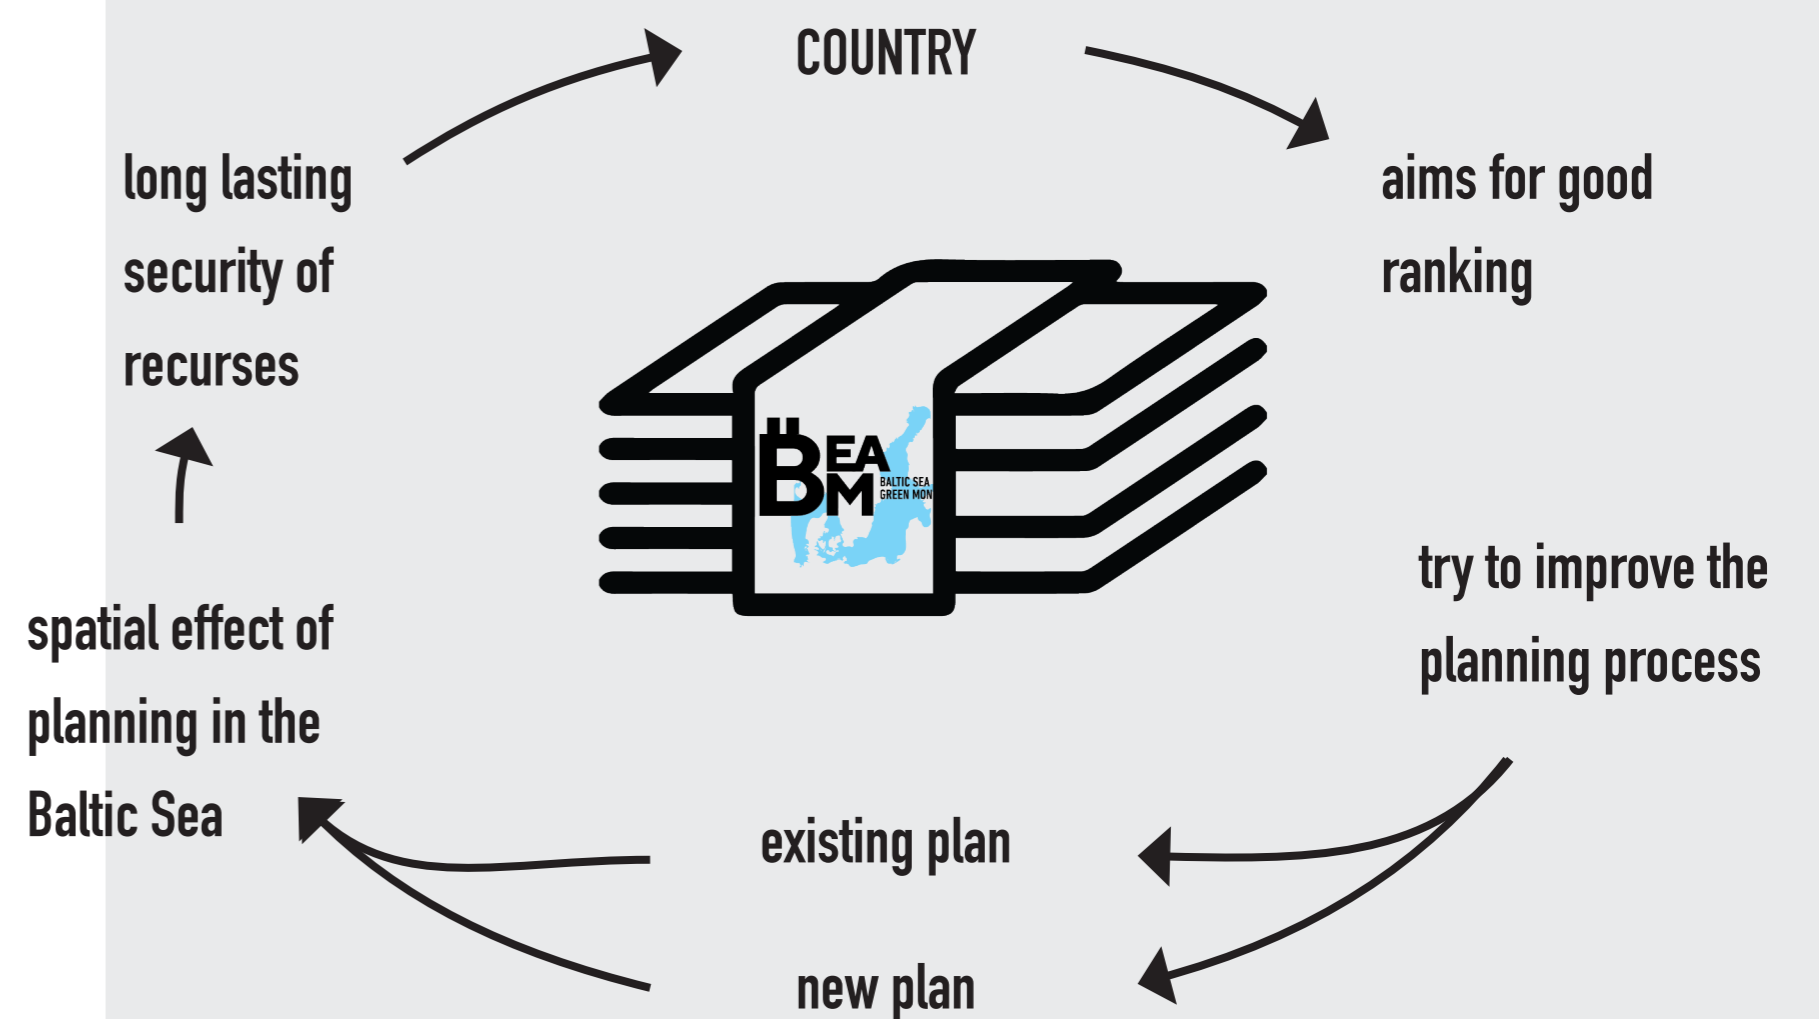 COUNTRY
aims for good
ranking
try to improve the
planning process
existing plan
new plan
spatial effect of
planning in the
Baltic Sea
long lasting
security of
recurses
BEAM
BALTIC SEA
GREEN MON